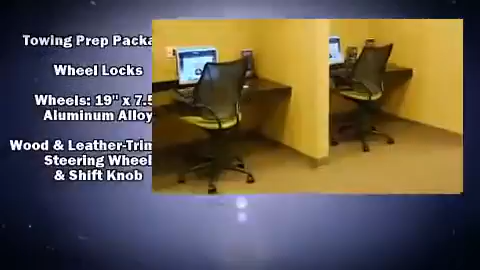 Towing Prep Packa
Wheel Locks
Wheels: 19" x 7.5
Aluminum Alloy
Wood & Leather-Trim
Steering Wheel
& Shift Knob